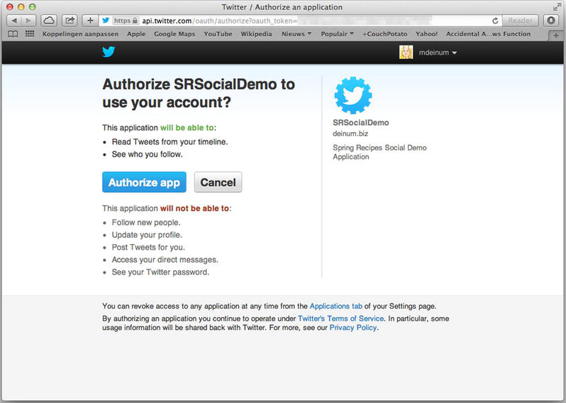 Twitter / Authorize an application
https api.twitter.com/oauth/authorize?oauth_token=
Reader
Koppelingen aanpassen Apple Google Maps YouTube Wikipedia Nieuws Populair +CouchPotato Yahoo! Accidental A...ws Function
mdeinum
Authorize SRSocialDemo to
use your account?
This application will be able to:
• Read Tweets from your timeline.
• See who you follow.
Authorize app Cancel
This application will not be able to:
• Follow new people.
• Update your profile.
• Post Tweets for you.
• Access your direct messages.
• See your Twitter password.
SRSocialDemo
deinum.biz
Spring Recipes Social Demo
Application
You can revoke access to any application at any time from the Applications tab of your Settings page.
By authorizing an application you continue to operate under Twitter's Terms of Service. In particular, some
usage information will be shared back with Twitter. For more, see our Privacy Policy.